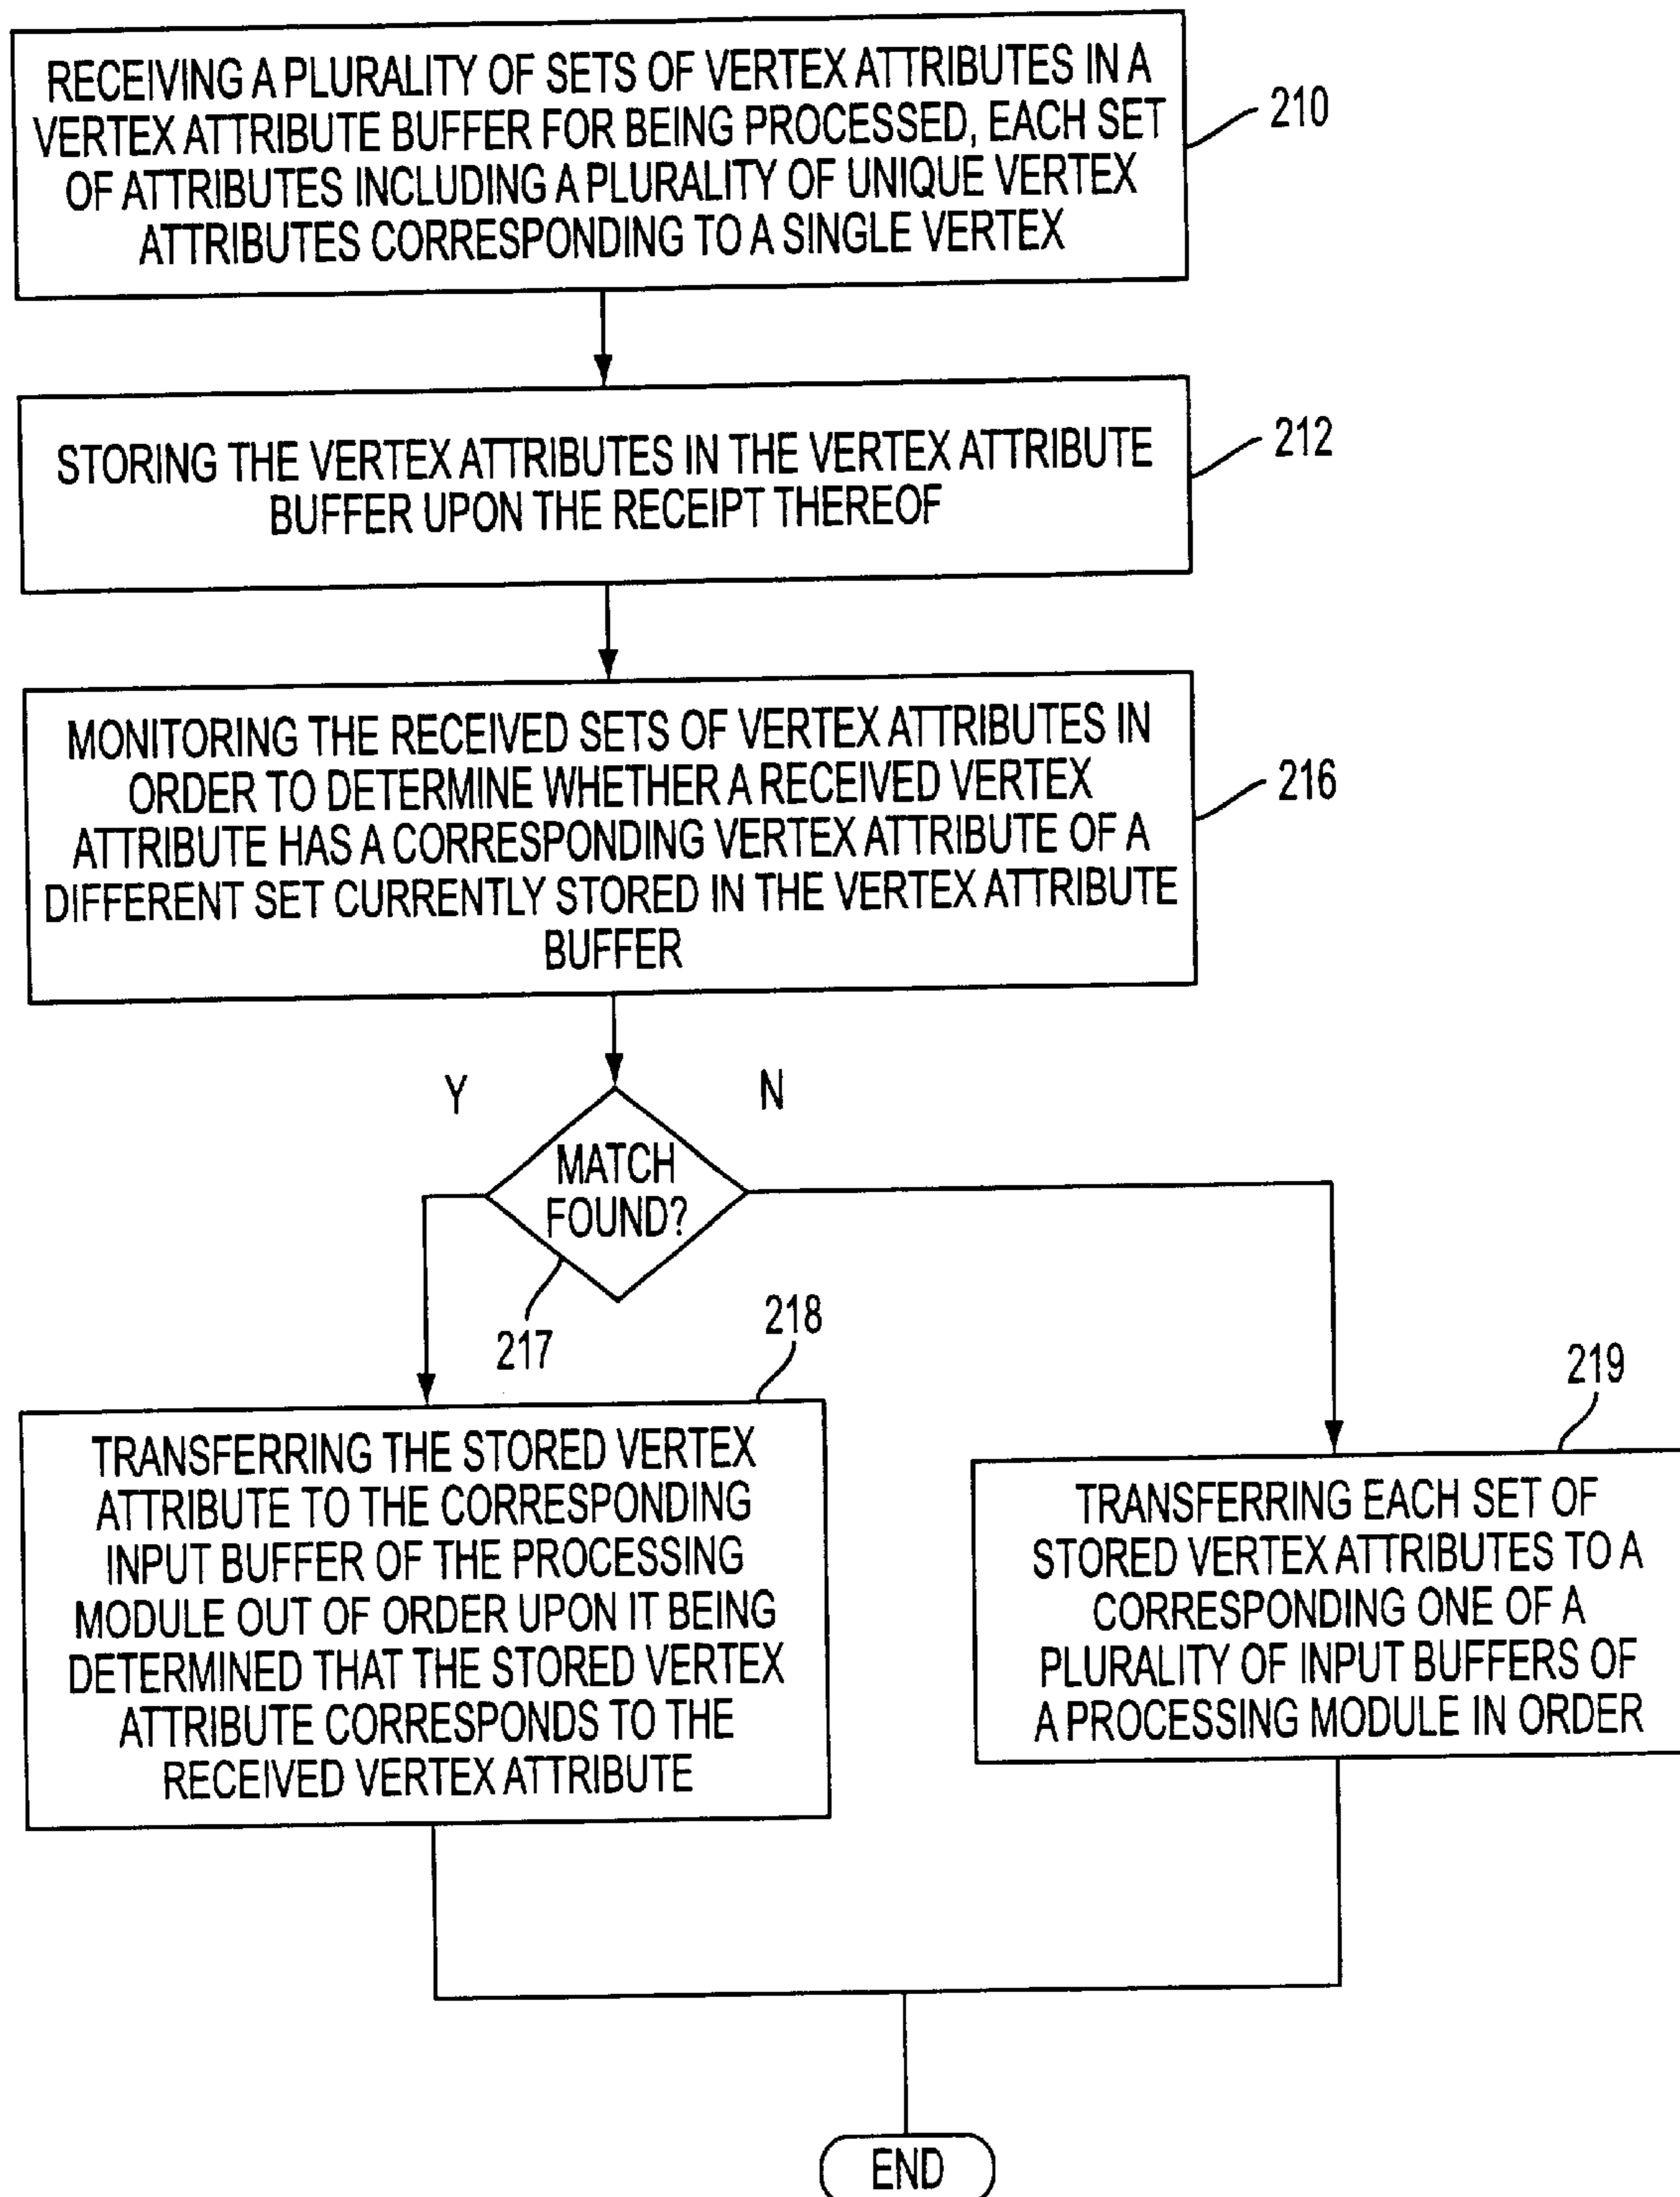 RECEIVING A PLURALITY OF SETS OF VERTEX ATTRIBUTES IN A
VERTEX ATTRIBUTE BUFFER FOR BEING PROCESSED, EACH SET
OF ATTRIBUTES INCLUDING A PLURALITY OF UNIQUE VERTEX
ATTRIBUTES CORRESPONDING TO A SINGLE VERTEX
210
STORING THE VERTEX ATTRIBUTES IN THE VERTEX ATTRIBUTE
BUFFER UPON THE RECEIPT THEREOF
212
MONITORING THE RECEIVED SETS OF VERTEX ATTRIBUTES IN
ORDER TO DETERMINE WHETHER A RECEIVED VERTEX
ATTRIBUTE HAS A CORRESPONDING VERTEX ATTRIBUTE OF A
DIFFERENT SET CURRENTLY STORED IN THE VERTEX ATTRIBUTE
BUFFER
216
Y
N
MATCH
FOUND?
217
218
TRANSFERRING THE STORED VERTEX
ATTRIBUTE TO THE CORRESPONDING
INPUT BUFFER OF THE PROCESSING
MODULE OUT OF ORDER UPON IT BEING
DETERMINED THAT THE STORED VERTEX
ATTRIBUTE CORRESPONDS TO THE
RECEIVED VERTEX ATTRIBUTE
219
TRANSFERRING EACH SET OF
STORED VERTEX ATTRIBUTES TO A
CORRESPONDING ONE OF A
PLURALITY OF INPUT BUFFERS OF
A PROCESSING MODULE IN ORDER
END